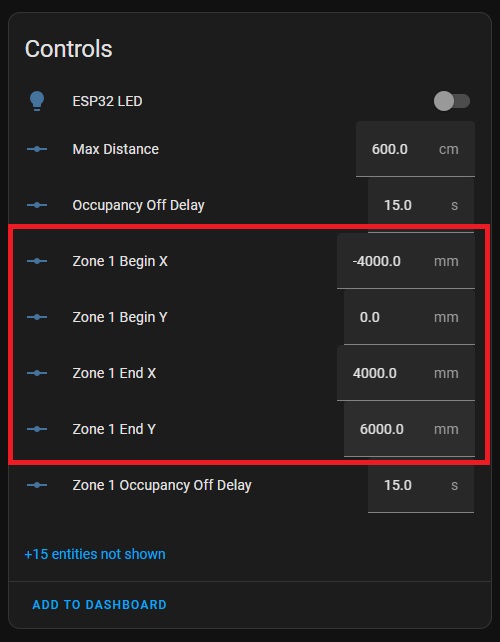 Controls
ESP32 LED
Max Distance 600.0 cm
Occupancy Off Delay 15.0 s
Zone 1 Begin X -4000.0 mm
Zone 1 Begin Y 0.0 mm
Zone 1 End X 4000.0 mm
Zone 1 End Y 6000.0 mm
Zone 1 Occupancy Off Delay 15.0 s
+15 entities not shown
ADD TO DASHBOARD